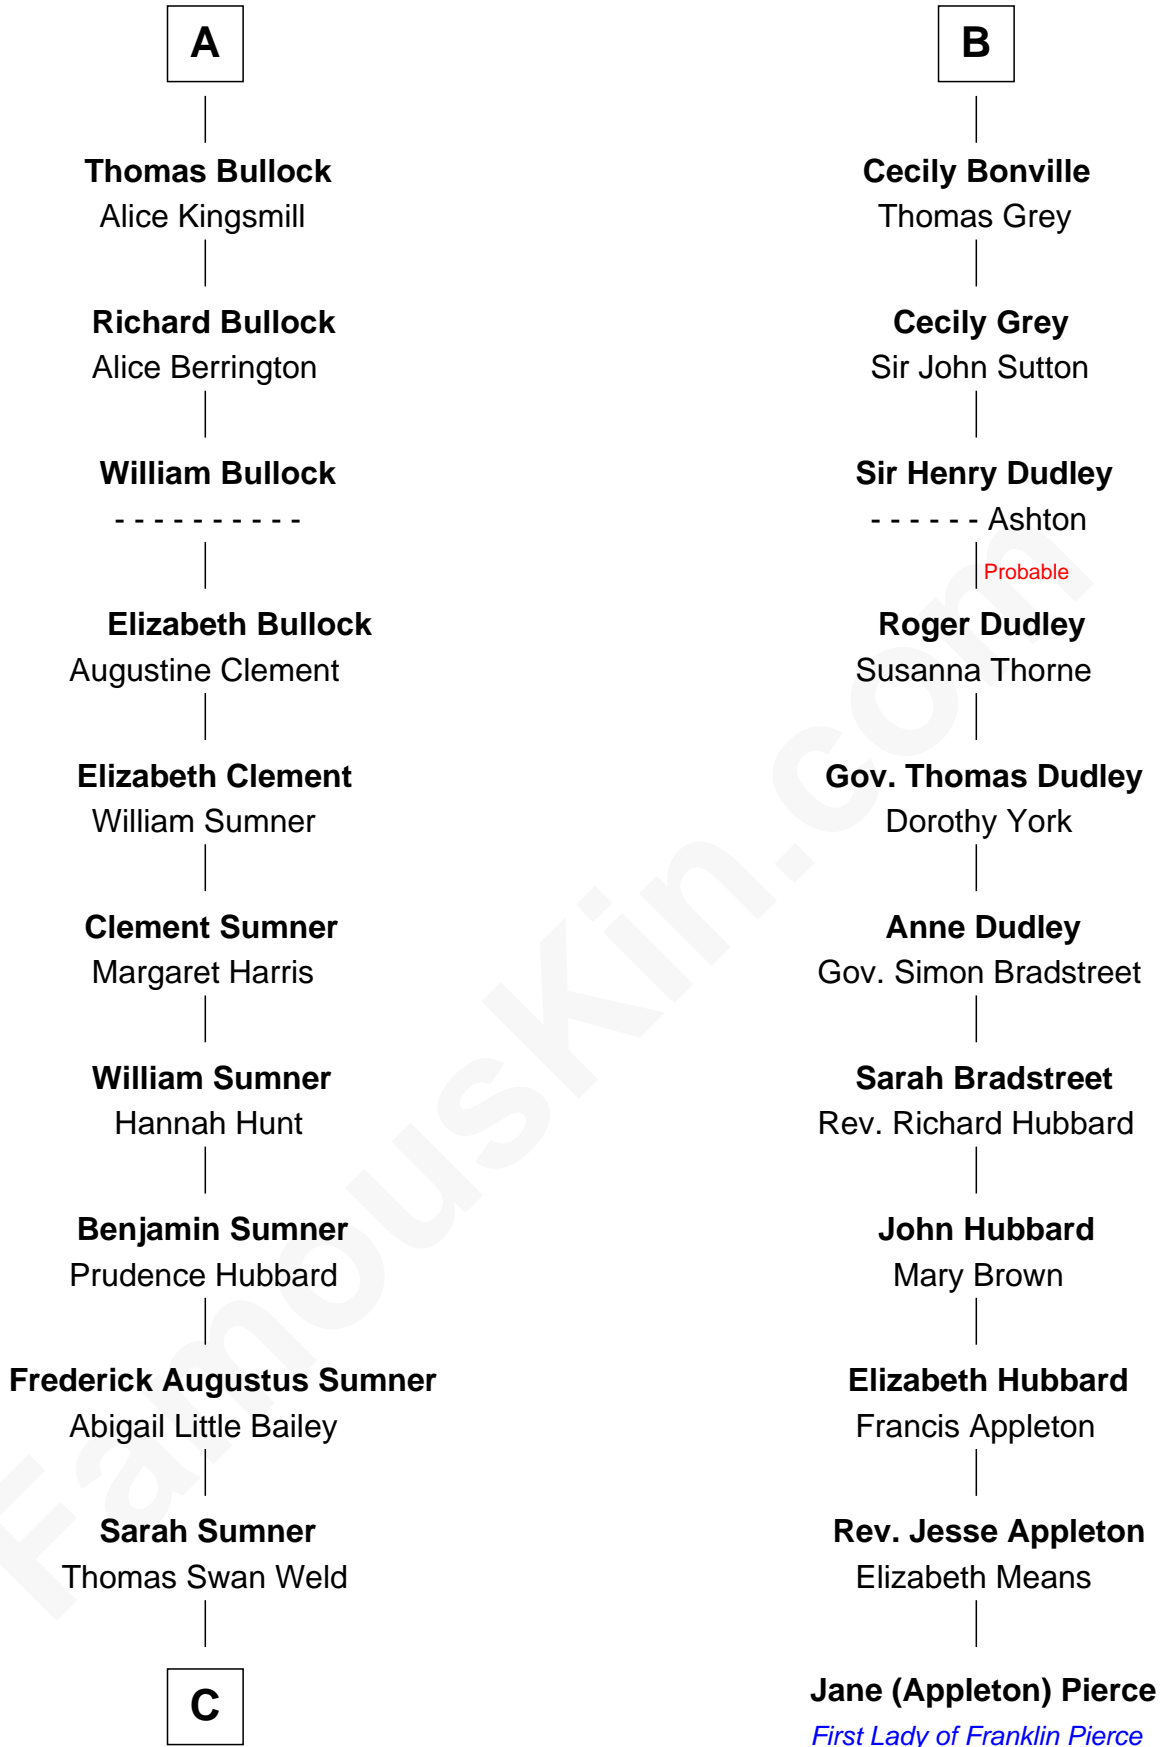 A
Thomas Bullock
Alice Kingsmill
Richard Bullock
Alice Berrington
William Bullock
- - - - - - - - - -
Elizabeth Bullock
Augustine Clement
Elizabeth Clement
William Sumner
Clement Sumner
Margaret Harris
William Sumner
Hannah Hunt
Benjamin Sumner
Prudence Hubbard
Frederick Augustus Sumner
Abigail Little Bailey
Sarah Sumner
Thomas Swan Weld
C
B
Cecily Bonville
Thomas Grey
Cecily Grey
Sir John Sutton
Sir Henry Dudley
- - - - - - Ashton
Probable
Roger Dudley
Susanna Thorne
Gov. Thomas Dudley
Dorothy York
Anne Dudley
Gov. Simon Bradstreet
Sarah Bradstreet
Rev. Richard Hubbard
John Hubbard
Mary Brown
Elizabeth Hubbard
Francis Appleton
Rev. Jesse Appleton
Elizabeth Means
Jane (Appleton) Pierce
First Lady of Franklin Pierce
FamousKin.com